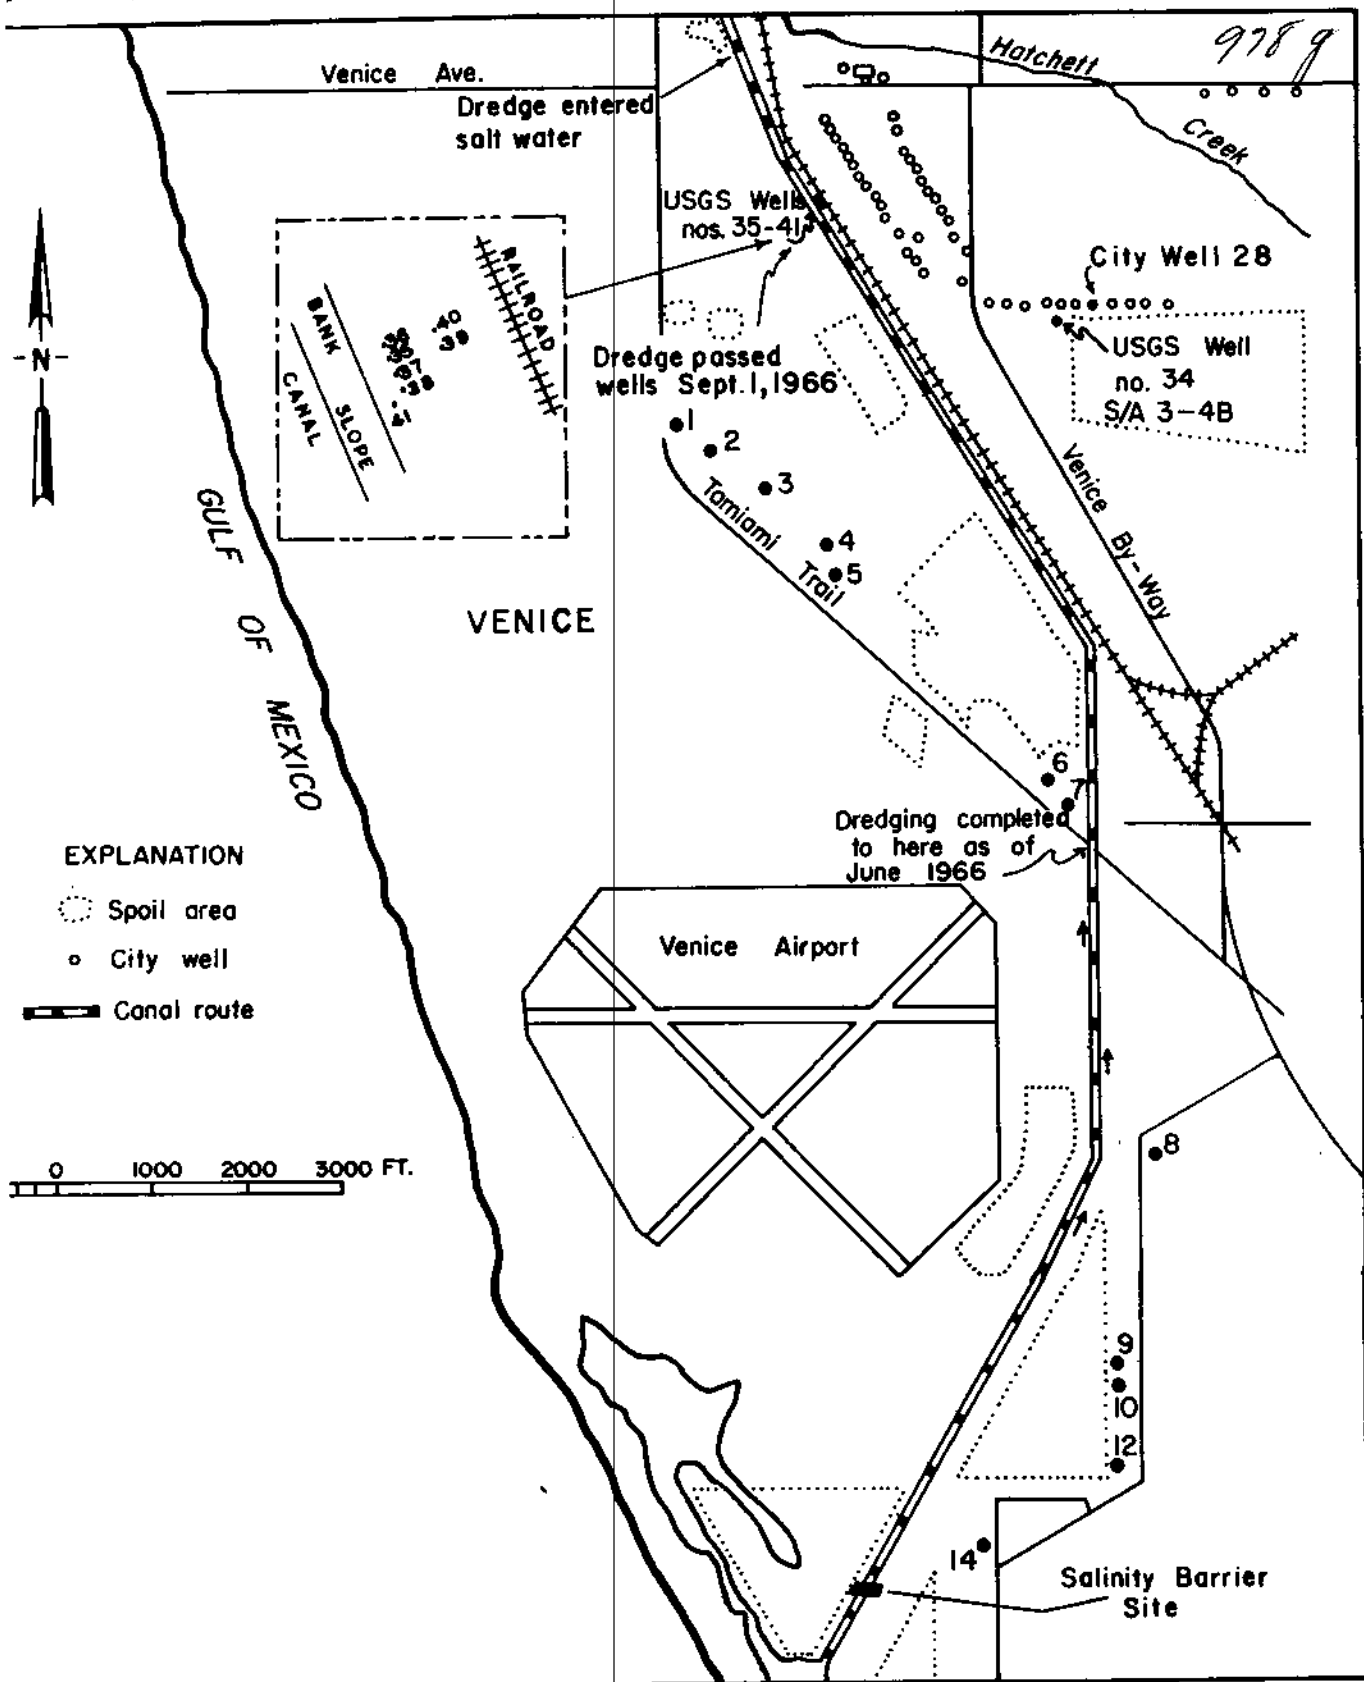 978 g
Hatchett
Creek
Venice Ave.
Dredge entered
salt water
USGS Wells
nos. 35-41
City Well 28
USGS Well
no. 34
S/A 3-4B
RAILROAD
BANK
SLOPE
CANAL
40
39
38
41
-N-
Dredge passed
wells Sept. 1, 1966
1
2
3
4
5
Tamiami
Trail
Venice
By-Way
GULF
OF
MEXICO
VENICE
6
7
Dredging completed
to here as of
June 1966
EXPLANATION
Spoil area
City well
Canal route
Venice Airport
0 1000 2000 3000 FT.
8
9
10
12
14
Salinity Barrier
Site